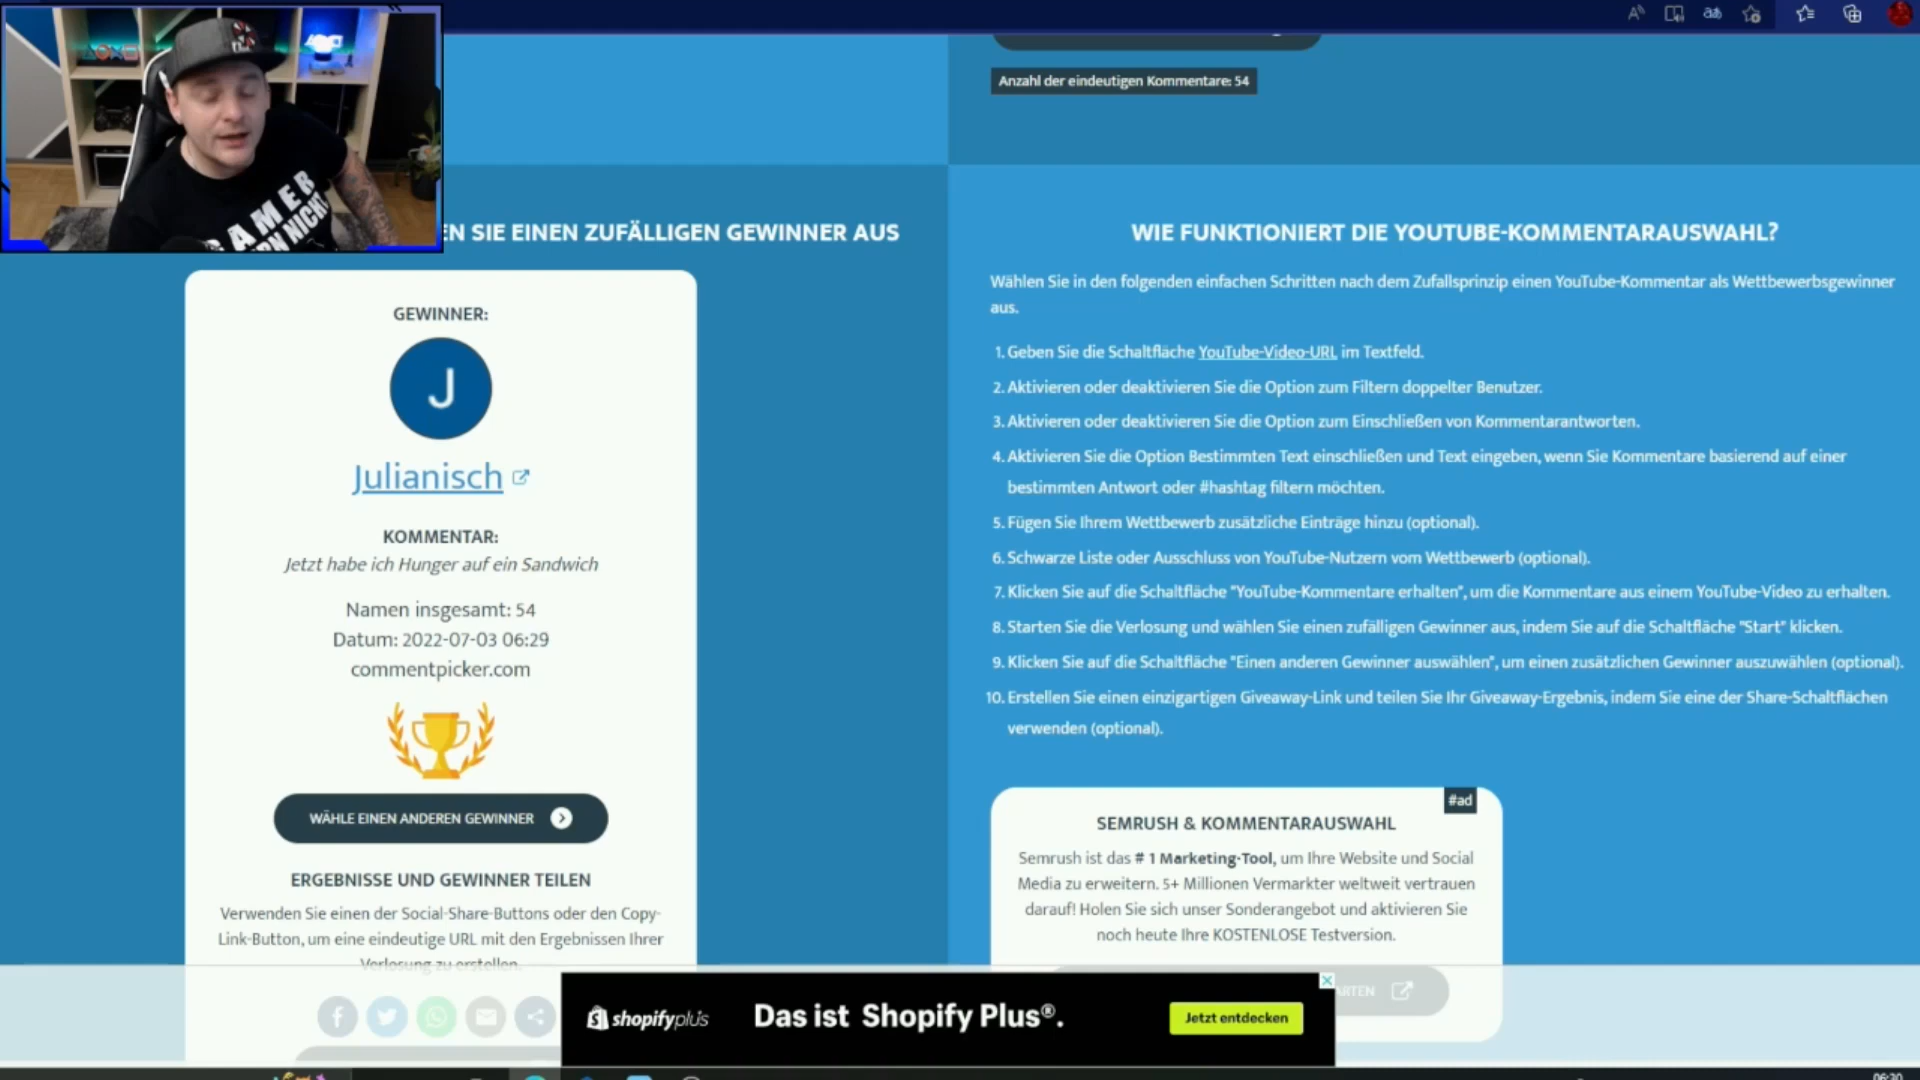 Anzahl der eindeutigen Kommentare: 54
GAMER
EN SIE EINEN ZUFÄLLIGEN GEWINNER AUS
GEWINNER:
J
Julianisch
KOMMENTAR:
Jetzt habe ich Hunger auf ein Sandwich
Namen insgesamt: 54
Datum: 2022-07-03 06:29
commentpicker.com
WÄHLE EINEN ANDEREN GEWINNER
ERGEBNISSE UND GEWINNER TEILEN
Verwenden Sie einen der Social-Share-Buttons oder den Copy-
Link-Button, um eine eindeutige URL mit den Ergebnissen Ihrer
Verlosung zu erstellen.
WIE FUNKTIONIERT DIE YOUTUBE-KOMMENTARAUSWAHL?
Wählen Sie in den folgenden einfachen Schritten nach dem Zufallsprinzip einen YouTube-Kommentar als Wettbewerbsgewinner
aus.
1. Geben Sie die Schaltfläche YouTube-Video-URL im Textfeld.
2. Aktivieren oder deaktivieren Sie die Option zum Filtern doppelter Benutzer.
3. Aktivieren oder deaktivieren Sie die Option zum Einschließen von Kommentarantworten.
4. Aktivieren Sie die Option Bestimmten Text einschließen und Text eingeben, wenn Sie Kommentare basierend auf einer
bestimmten Antwort oder #hashtag filtern möchten.
5. Fügen Sie Ihrem Wettbewerb zusätzliche Einträge hinzu (optional).
6. Schwarze Liste oder Ausschluss von YouTube-Nutzern vom Wettbewerb (optional).
7. Klicken Sie auf die Schaltfläche "YouTube-Kommentare erhalten", um die Kommentare aus einem YouTube-Video zu erhalten.
8. Starten Sie die Verlosung und wählen Sie einen zufälligen Gewinner aus, indem Sie auf die Schaltfläche "Start" klicken.
9. Klicken Sie auf die Schaltfläche "Einen anderen Gewinner auswählen", um einen zusätzlichen Gewinner auszuwählen (optional).
10. Erstellen Sie einen einzigartigen Giveaway-Link und teilen Sie Ihr Giveaway-Ergebnis, indem Sie eine der Share-Schaltflächen
verwenden (optional).
#ad
SEMRUSH & KOMMENTARAUSWAHL
Semrush ist das # 1 Marketing-Tool, um Ihre Website und Social
Media zu erweitern. 5+ Millionen Vermarkter weltweit vertrauen
darauf! Holen Sie sich unser Sonderangebot und aktivieren Sie
noch heute Ihre KOSTENLOSE Testversion.
ARTEN
shopifyplus
Das ist Shopify Plus®.
Jetzt entdecken
06:30